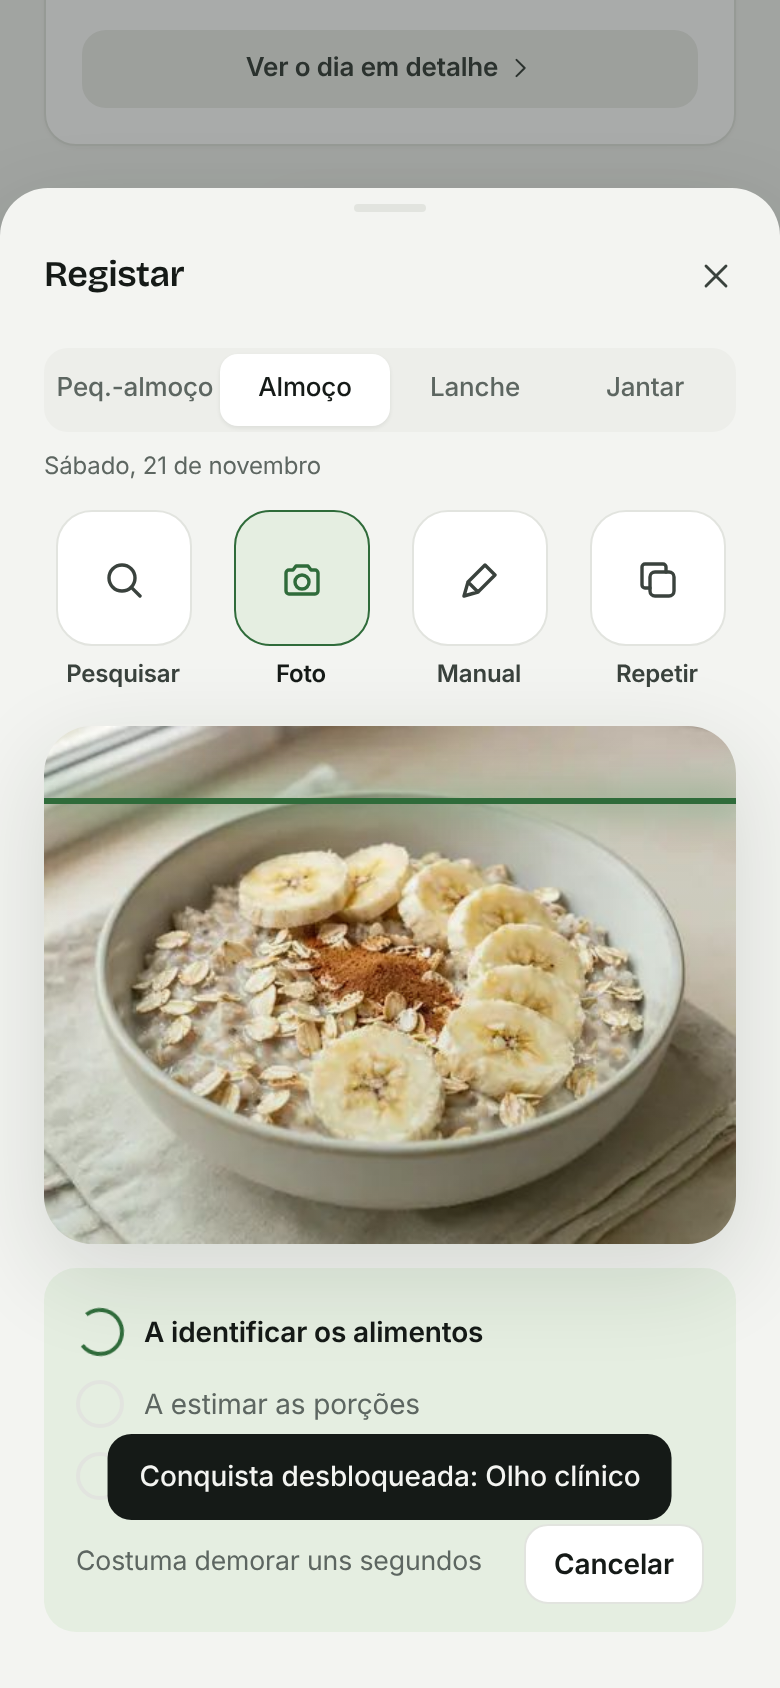 Ver o dia em detalhe
Registar
Peq.-almoço
Almoço
Lanche
Jantar
Sábado, 21 de novembro
Pesquisar
Foto
Manual
Repetir
A identificar os alimentos
A estimar as porções
Conquista desbloqueada: Olho clínico
Costuma demorar uns segundos
Cancelar